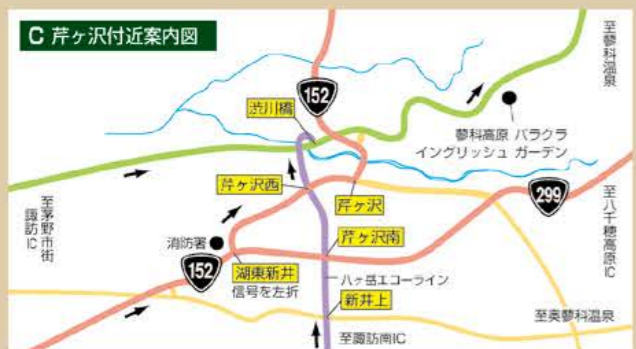 C 芹ヶ沢付近案内図
152
至蓼科温泉
渋川橋
蓼科高原 バラクラ
イングリッシュ ガーデン
芹ヶ沢西
芹ヶ沢
299
至茅野市街
諏訪IC
至八千穂高原IC
消防署
芹ヶ沢南
152
湖東新井
信号を左折
八ヶ岳エコーライン
新井上
至奥蓼科温泉
至諏訪南IC